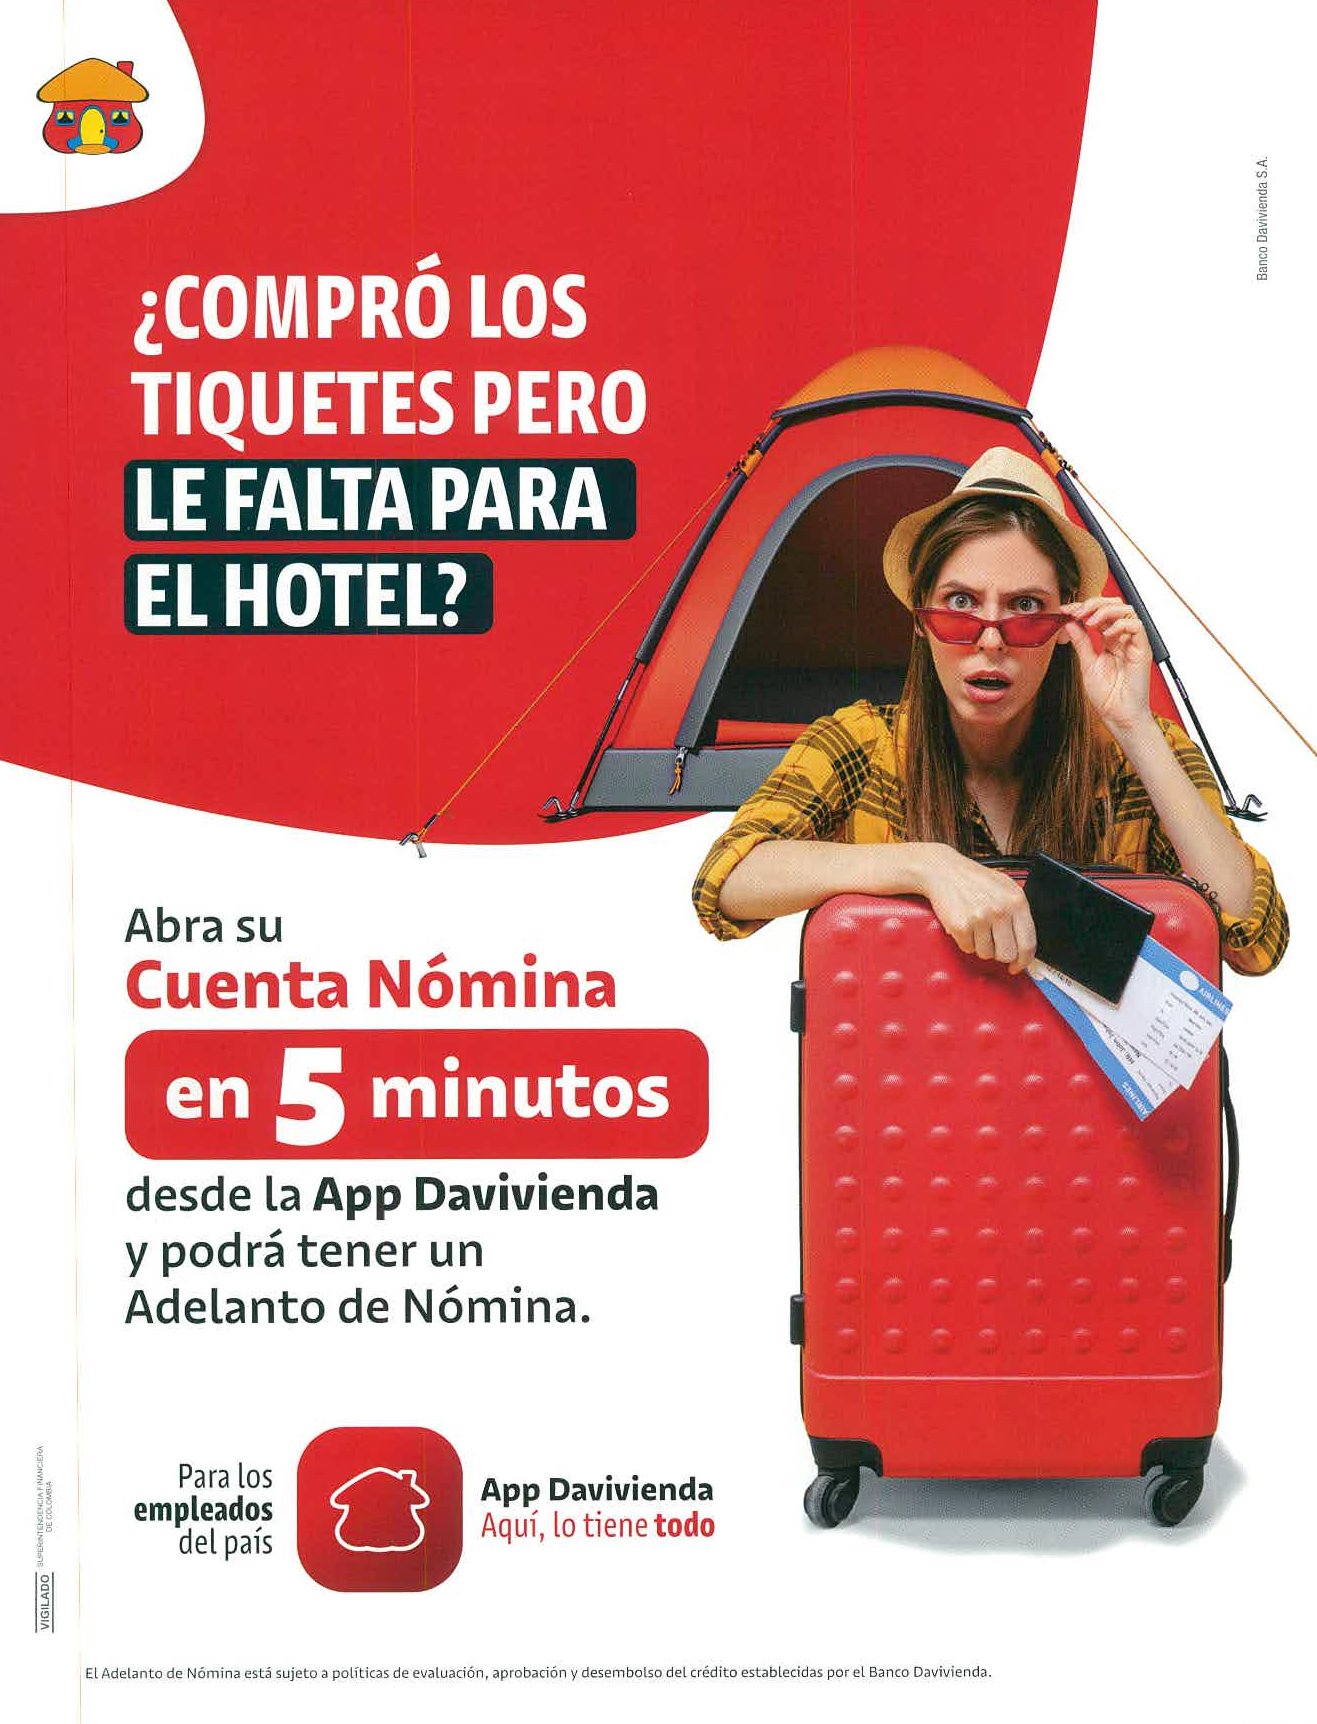 Banco Davivienda S.A.
¿COMPRÓ LOS
TIQUETES PERO
LE FALTA PARA
EL HOTEL?
Abra su
Cuenta Nómina
en 5 minutos
desde la App Davivienda
y podrá tener un
Adelanto de Nómina.
AIRLINES
AIRLINES
Para los
empleados
del país
App Davivienda
Aquí, lo tiene todo
VIGILADO
SUPERINTENDENCIA FINANCIERA
DE COLOMBIA
El Adelanto de Nómina está sujeto a políticas de evaluación, aprobación y desembolso del crédito establecidas por el Banco Davivienda.